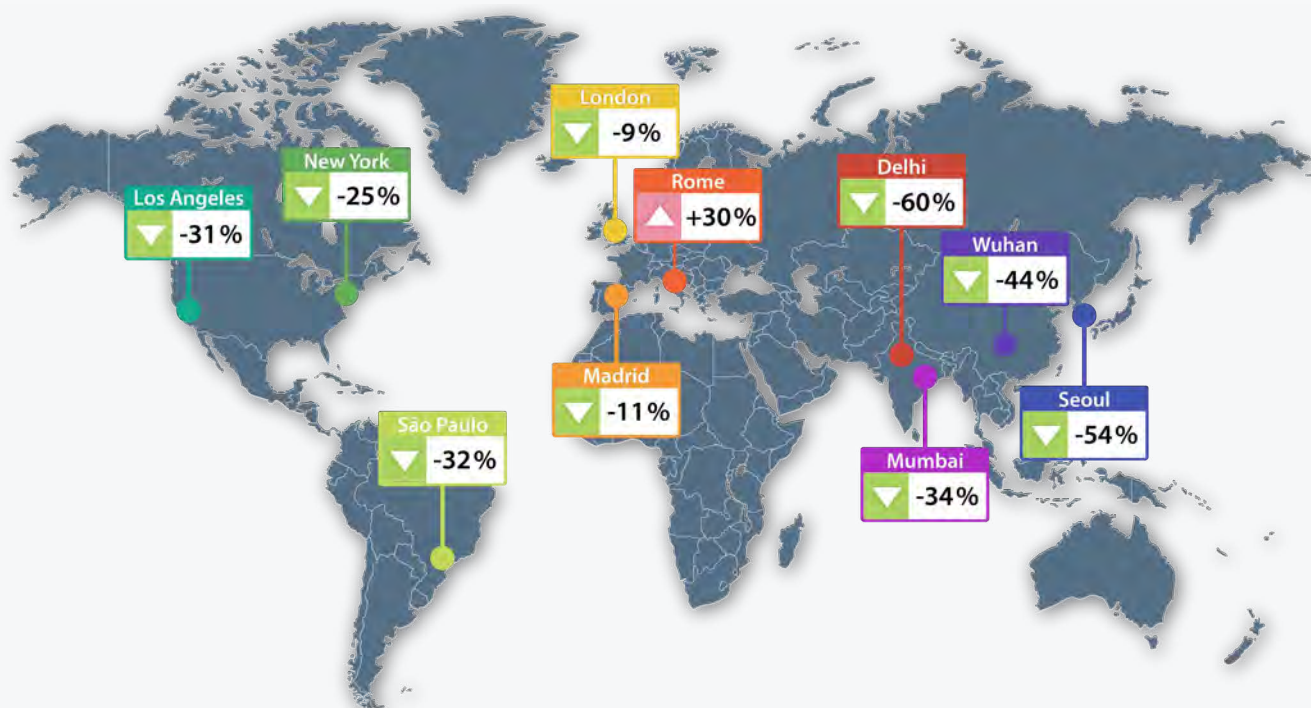 London
-9%
New York
-25%
Delhi
-60%
Rome
+30%
Los Angeles
-31%
Wuhan
-44%
Madrid
-11%
Seoul
-54%
São Paulo
-32%
Mumbai
-34%